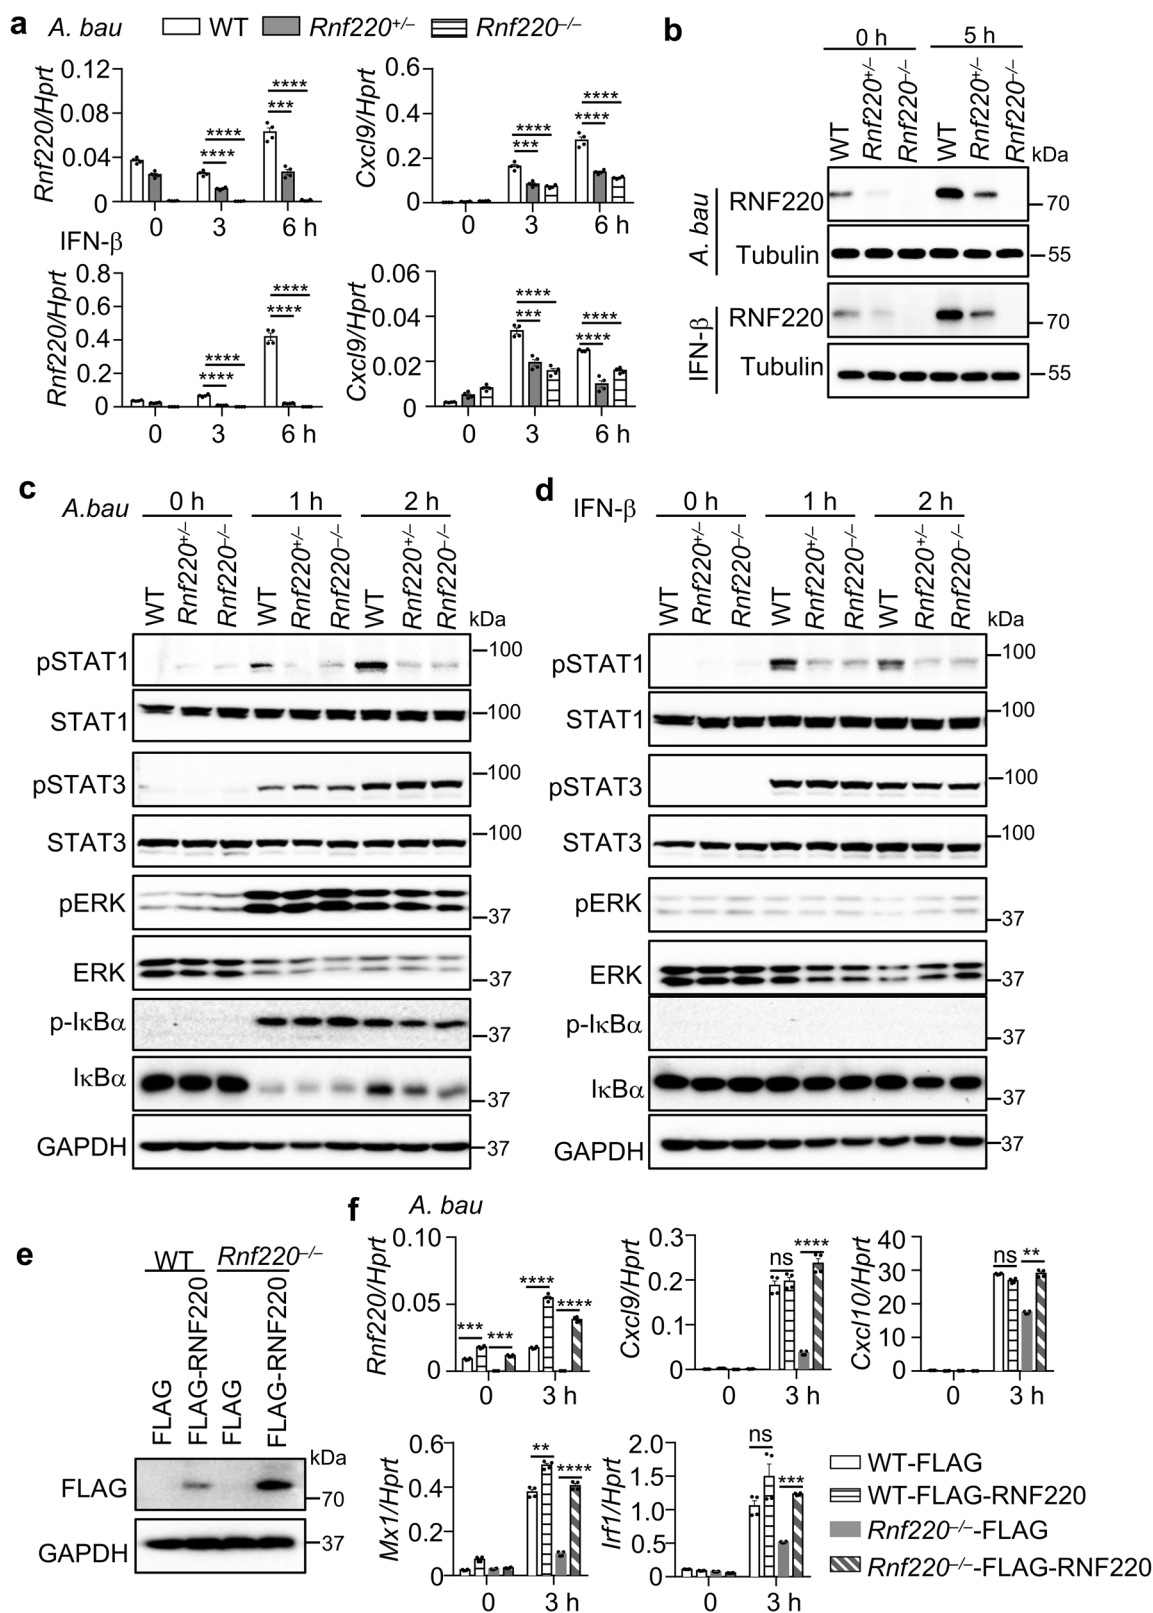 a A. bau WT Rnf220+/– Rnf220–/–
Rnf220/Hprt
0.12
0.08
0.04
0
**** *** **** ****
0 3 6 h
Cxcl9/Hprt
0.6
0.4
0.2
0
**** *** **** ****
0 3 6 h
IFN-β
Rnf220/Hprt
0.8
0.6
0.4
0.2
0
**** **** **** ****
0 3 6 h
Cxcl9/Hprt
0.06
0.04
0.02
0
**** *** **** ****
0 3 6 h
b
0 h 5 h
WT Rnf220+/– Rnf220–/– WT Rnf220+/– Rnf220–/– kDa
A. bau
RNF220 70
Tubulin 55
IFN-β
RNF220 70
Tubulin 55
c A.bau 0 h 1 h 2 h
WT Rnf220+/– Rnf220–/– WT Rnf220+/– Rnf220–/– WT Rnf220+/– Rnf220–/– kDa
pSTAT1 100
STAT1 100
pSTAT3 100
STAT3 100
pERK 37
ERK 37
p-IκBα 37
IκBα 37
GAPDH 37
d IFN-β 0 h 1 h 2 h
WT Rnf220+/– Rnf220–/– WT Rnf220+/– Rnf220–/– WT Rnf220+/– Rnf220–/– kDa
pSTAT1 100
STAT1 100
pSTAT3 100
STAT3 100
pERK 37
ERK 37
p-IκBα 37
IκBα 37
GAPDH 37
e
WT Rnf220–/–
FLAG FLAG-RNF220 FLAG FLAG-RNF220
kDa
FLAG 70
GAPDH 37
f A. bau
Rnf220/Hprt
0.10
0.05
0
*** *** **** ****
0 3 h
Cxcl9/Hprt
0.3
0.2
0.1
0
ns ****
0 3 h
Cxcl10/Hprt
40
30
20
10
0
ns **
0 3 h
Mx1/Hprt
0.6
0.4
0.2
0
** ****
0 3 h
Irf1/Hprt
2.0
1.5
1.0
0.5
0
ns ***
0 3 h
WT-FLAG
WT-FLAG-RNF220
Rnf220–/–-FLAG
Rnf220–/–-FLAG-RNF220